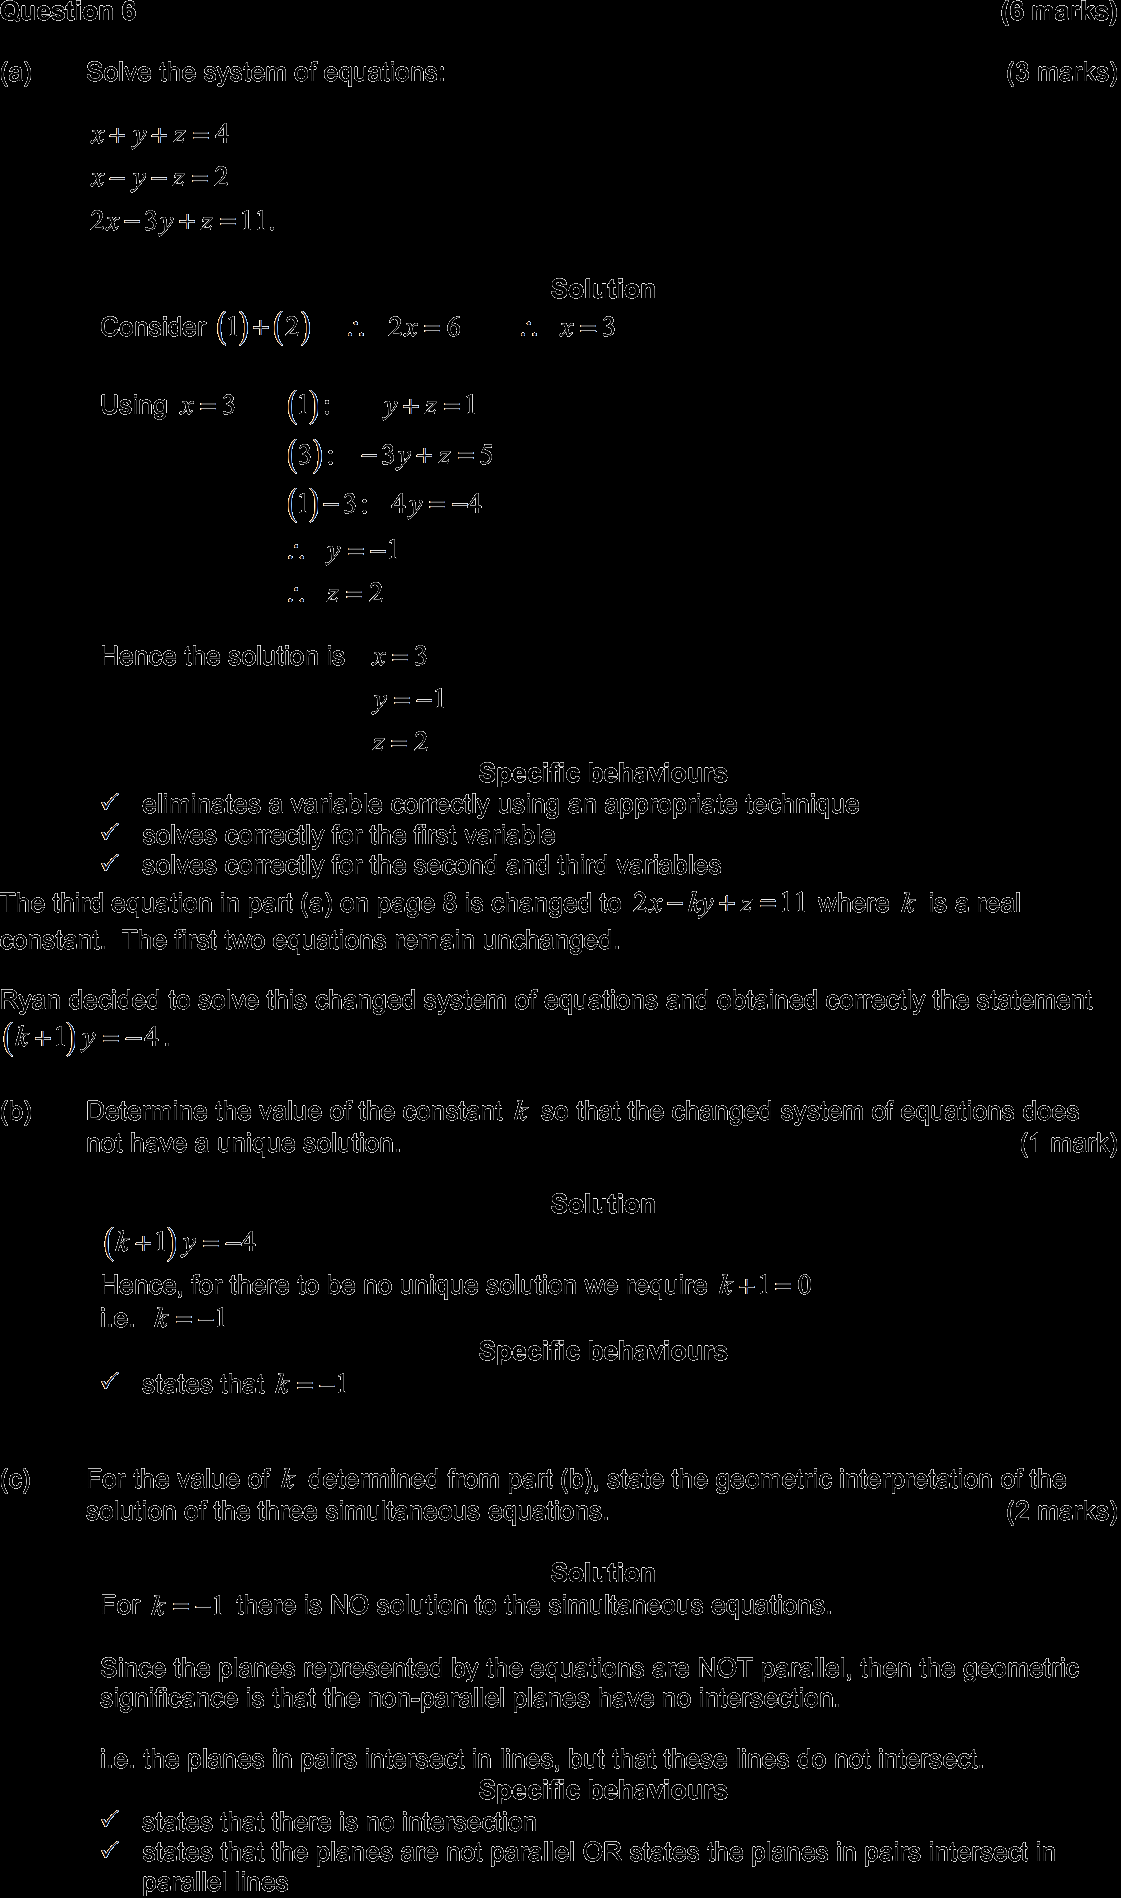 Question 6 (6 marks)
(a) Solve the system of equations: (3 marks)
x + y + z = 4
x − y − z = 2
2x − 3y + z = 11.
Solution
Consider (1)+(2) ∴ 2x = 6 ∴ x = 3
Using x = 3 (1): y + z = 1
(3): −3y + z = 5
(1)−3: 4y = −4
∴ y = −1
∴ z = 2
Hence the solution is x = 3
y = −1
z = 2
Specific behaviours
✓ eliminates a variable correctly using an appropriate technique
✓ solves correctly for the first variable
✓ solves correctly for the second and third variables
The third equation in part (a) on page 8 is changed to 2x − ky + z = 11 where k is a real
constant. The first two equations remain unchanged.
Ryan decided to solve this changed system of equations and obtained correctly the statement
(k + 1) y = −4.
(b) Determine the value of the constant k so that the changed system of equations does
not have a unique solution. (1 mark)
Solution
(k + 1) y = −4
Hence, for there to be no unique solution we require k + 1 = 0
i.e. k = −1
Specific behaviours
✓ states that k = −1
(c) For the value of k determined from part (b), state the geometric interpretation of the
solution of the three simultaneous equations. (2 marks)
Solution
For k = −1 there is NO solution to the simultaneous equations.
Since the planes represented by the equations are NOT parallel, then the geometric
significance is that the non-parallel planes have no intersection.
i.e. the planes in pairs intersect in lines, but that these lines do not intersect.
Specific behaviours
✓ states that there is no intersection
✓ states that the planes are not parallel OR states the planes in pairs intersect in
parallel lines